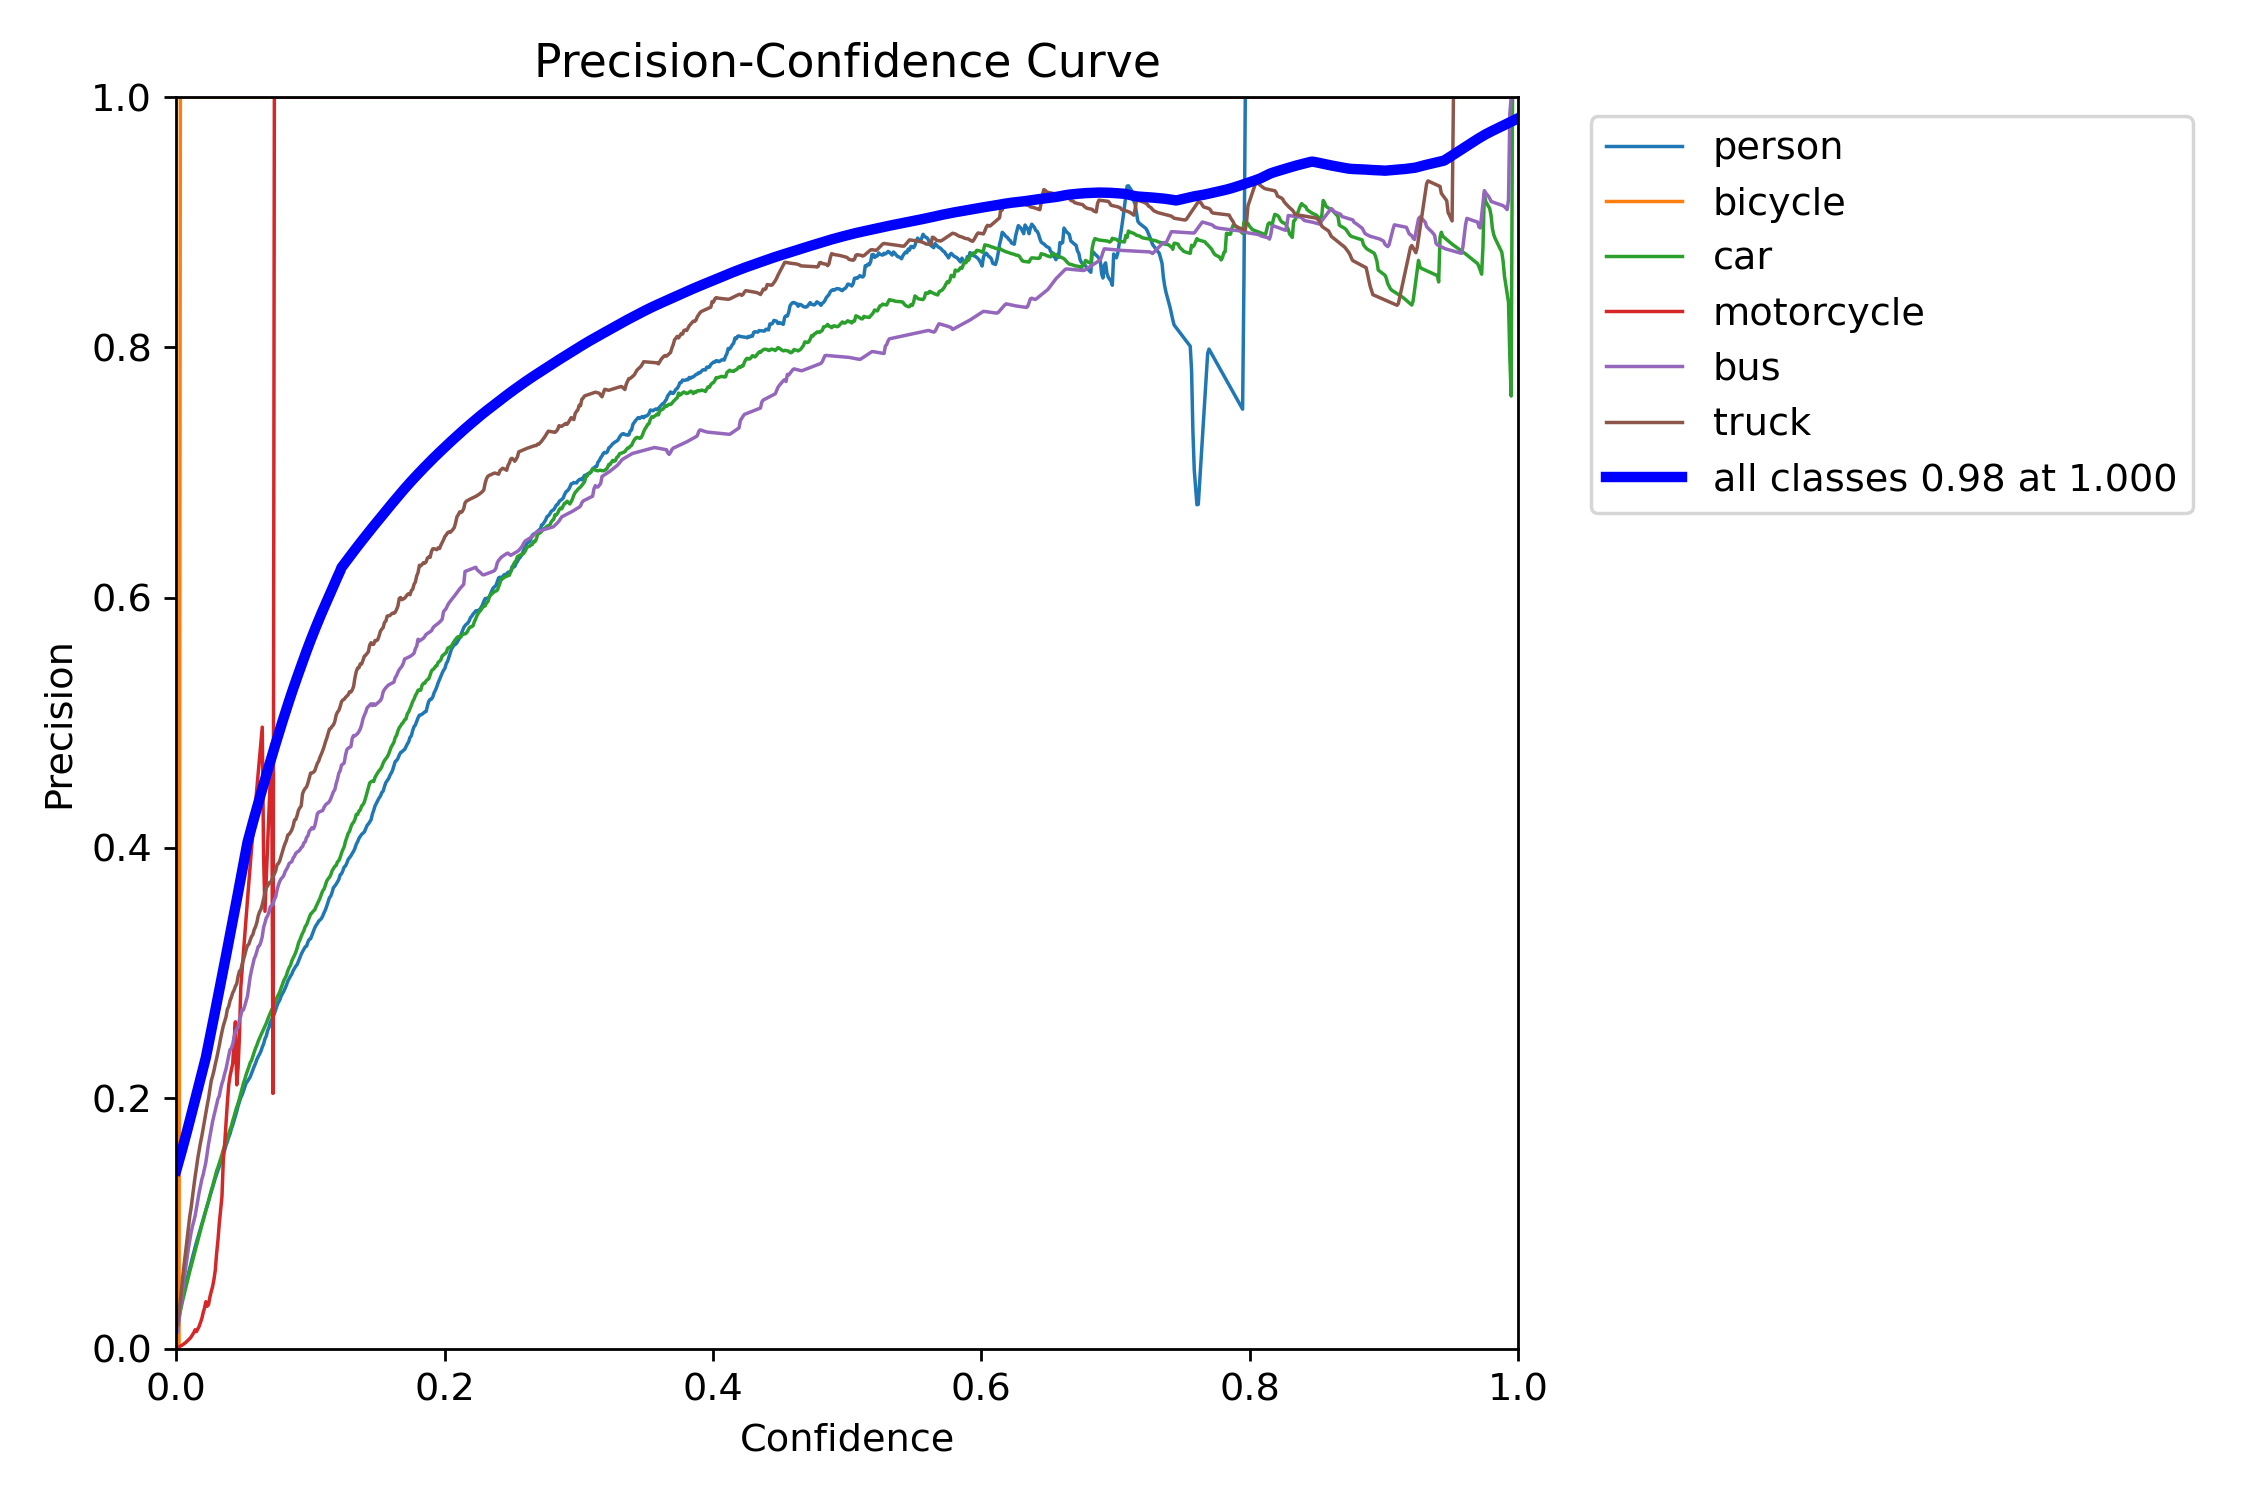 Precision-Confidence Curve
1.0
0.8
0.6
0.4
0.2
0.0
Precision
0.0 0.2 0.4 0.6 0.8 1.0
Confidence
person
bicycle
car
motorcycle
bus
truck
all classes 0.98 at 1.000